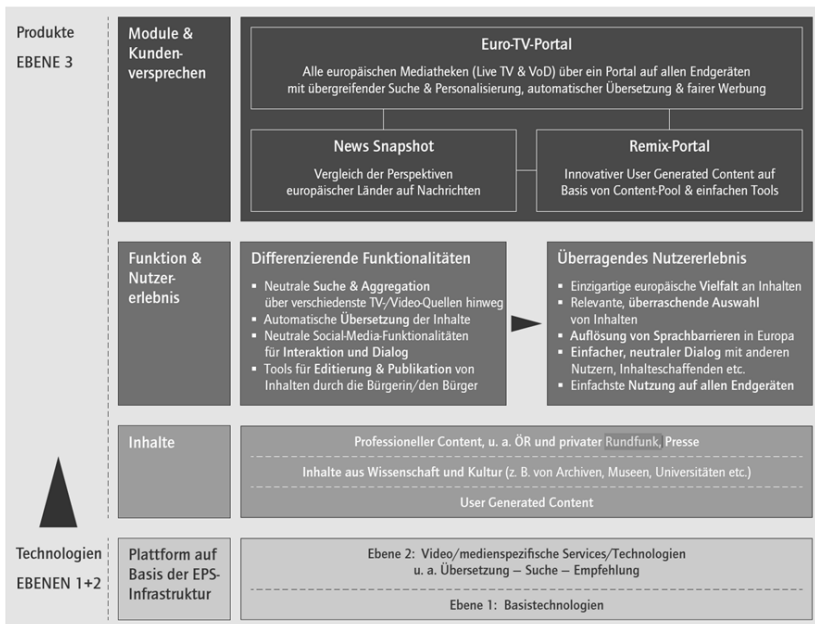 Produkte
EBENE 3
Module &
Kunden-
versprechen
Euro-TV-Portal
Alle europäischen Mediatheken (Live TV & VoD) über ein Portal auf allen Endgeräten
mit übergreifender Suche & Personalisierung, automatischer Übersetzung & fairer Werbung
News Snapshot
Vergleich der Perspektiven
europäischer Länder auf Nachrichten
Remix-Portal
Innovativer User Generated Content auf
Basis von Content-Pool & einfachen Tools
Funktion &
Nutzer-
erlebnis
Differenzierende Funktionalitäten
▪ Neutrale Suche & Aggregation
über verschiedenste TV-/Video-Quellen hinweg
▪ Automatische Übersetzung der Inhalte
▪ Neutrale Social-Media-Funktionalitäten
für Interaktion und Dialog
▪ Tools für Editierung & Publikation von
Inhalten durch die Bürgerin/den Bürger
Überragendes Nutzererlebnis
▪ Einzigartige europäische Vielfalt an Inhalten
▪ Relevante, überraschende Auswahl
von Inhalten
▪ Auflösung von Sprachbarrieren in Europa
▪ Einfacher, neutraler Dialog mit anderen
Nutzern, Inhalteschaffenden etc.
▪ Einfachste Nutzung auf allen Endgeräten
Inhalte
Professioneller Content, u. a. ÖR und privater Rundfunk, Presse
Inhalte aus Wissenschaft und Kultur (z. B. von Archiven, Museen, Universitäten etc.)
User Generated Content
Technologien
EBENEN 1+2
Plattform auf
Basis der EPS-
Infrastruktur
Ebene 2: Video/medienspezifische Services/Technologien
u. a. Übersetzung – Suche – Empfehlung
Ebene 1: Basistechnologien